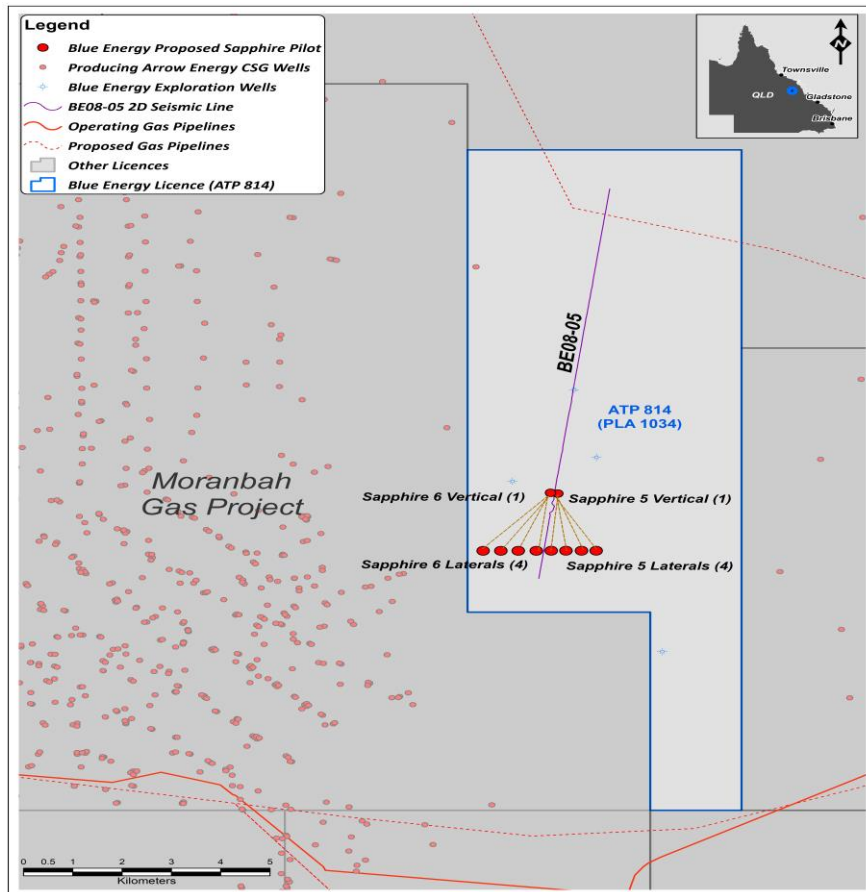 Legend
Blue Energy Proposed Sapphire Pilot
Producing Arrow Energy CSG Wells
Blue Energy Exploration Wells
BE08-05 2D Seismic Line
Operating Gas Pipelines
Proposed Gas Pipelines
Other Licences
Blue Energy Licence (ATP 814)
N
Townsville
QLD
Gladstone
Brisbane
BE08-05
ATP 814
(PLA 1034)
Moranbah
Gas Project
Sapphire 6 Vertical (1)
Sapphire 5 Vertical (1)
Sapphire 6 Laterals (4)
Sapphire 5 Laterals (4)
0 0.5 1 2 3 4 5
Kilometers